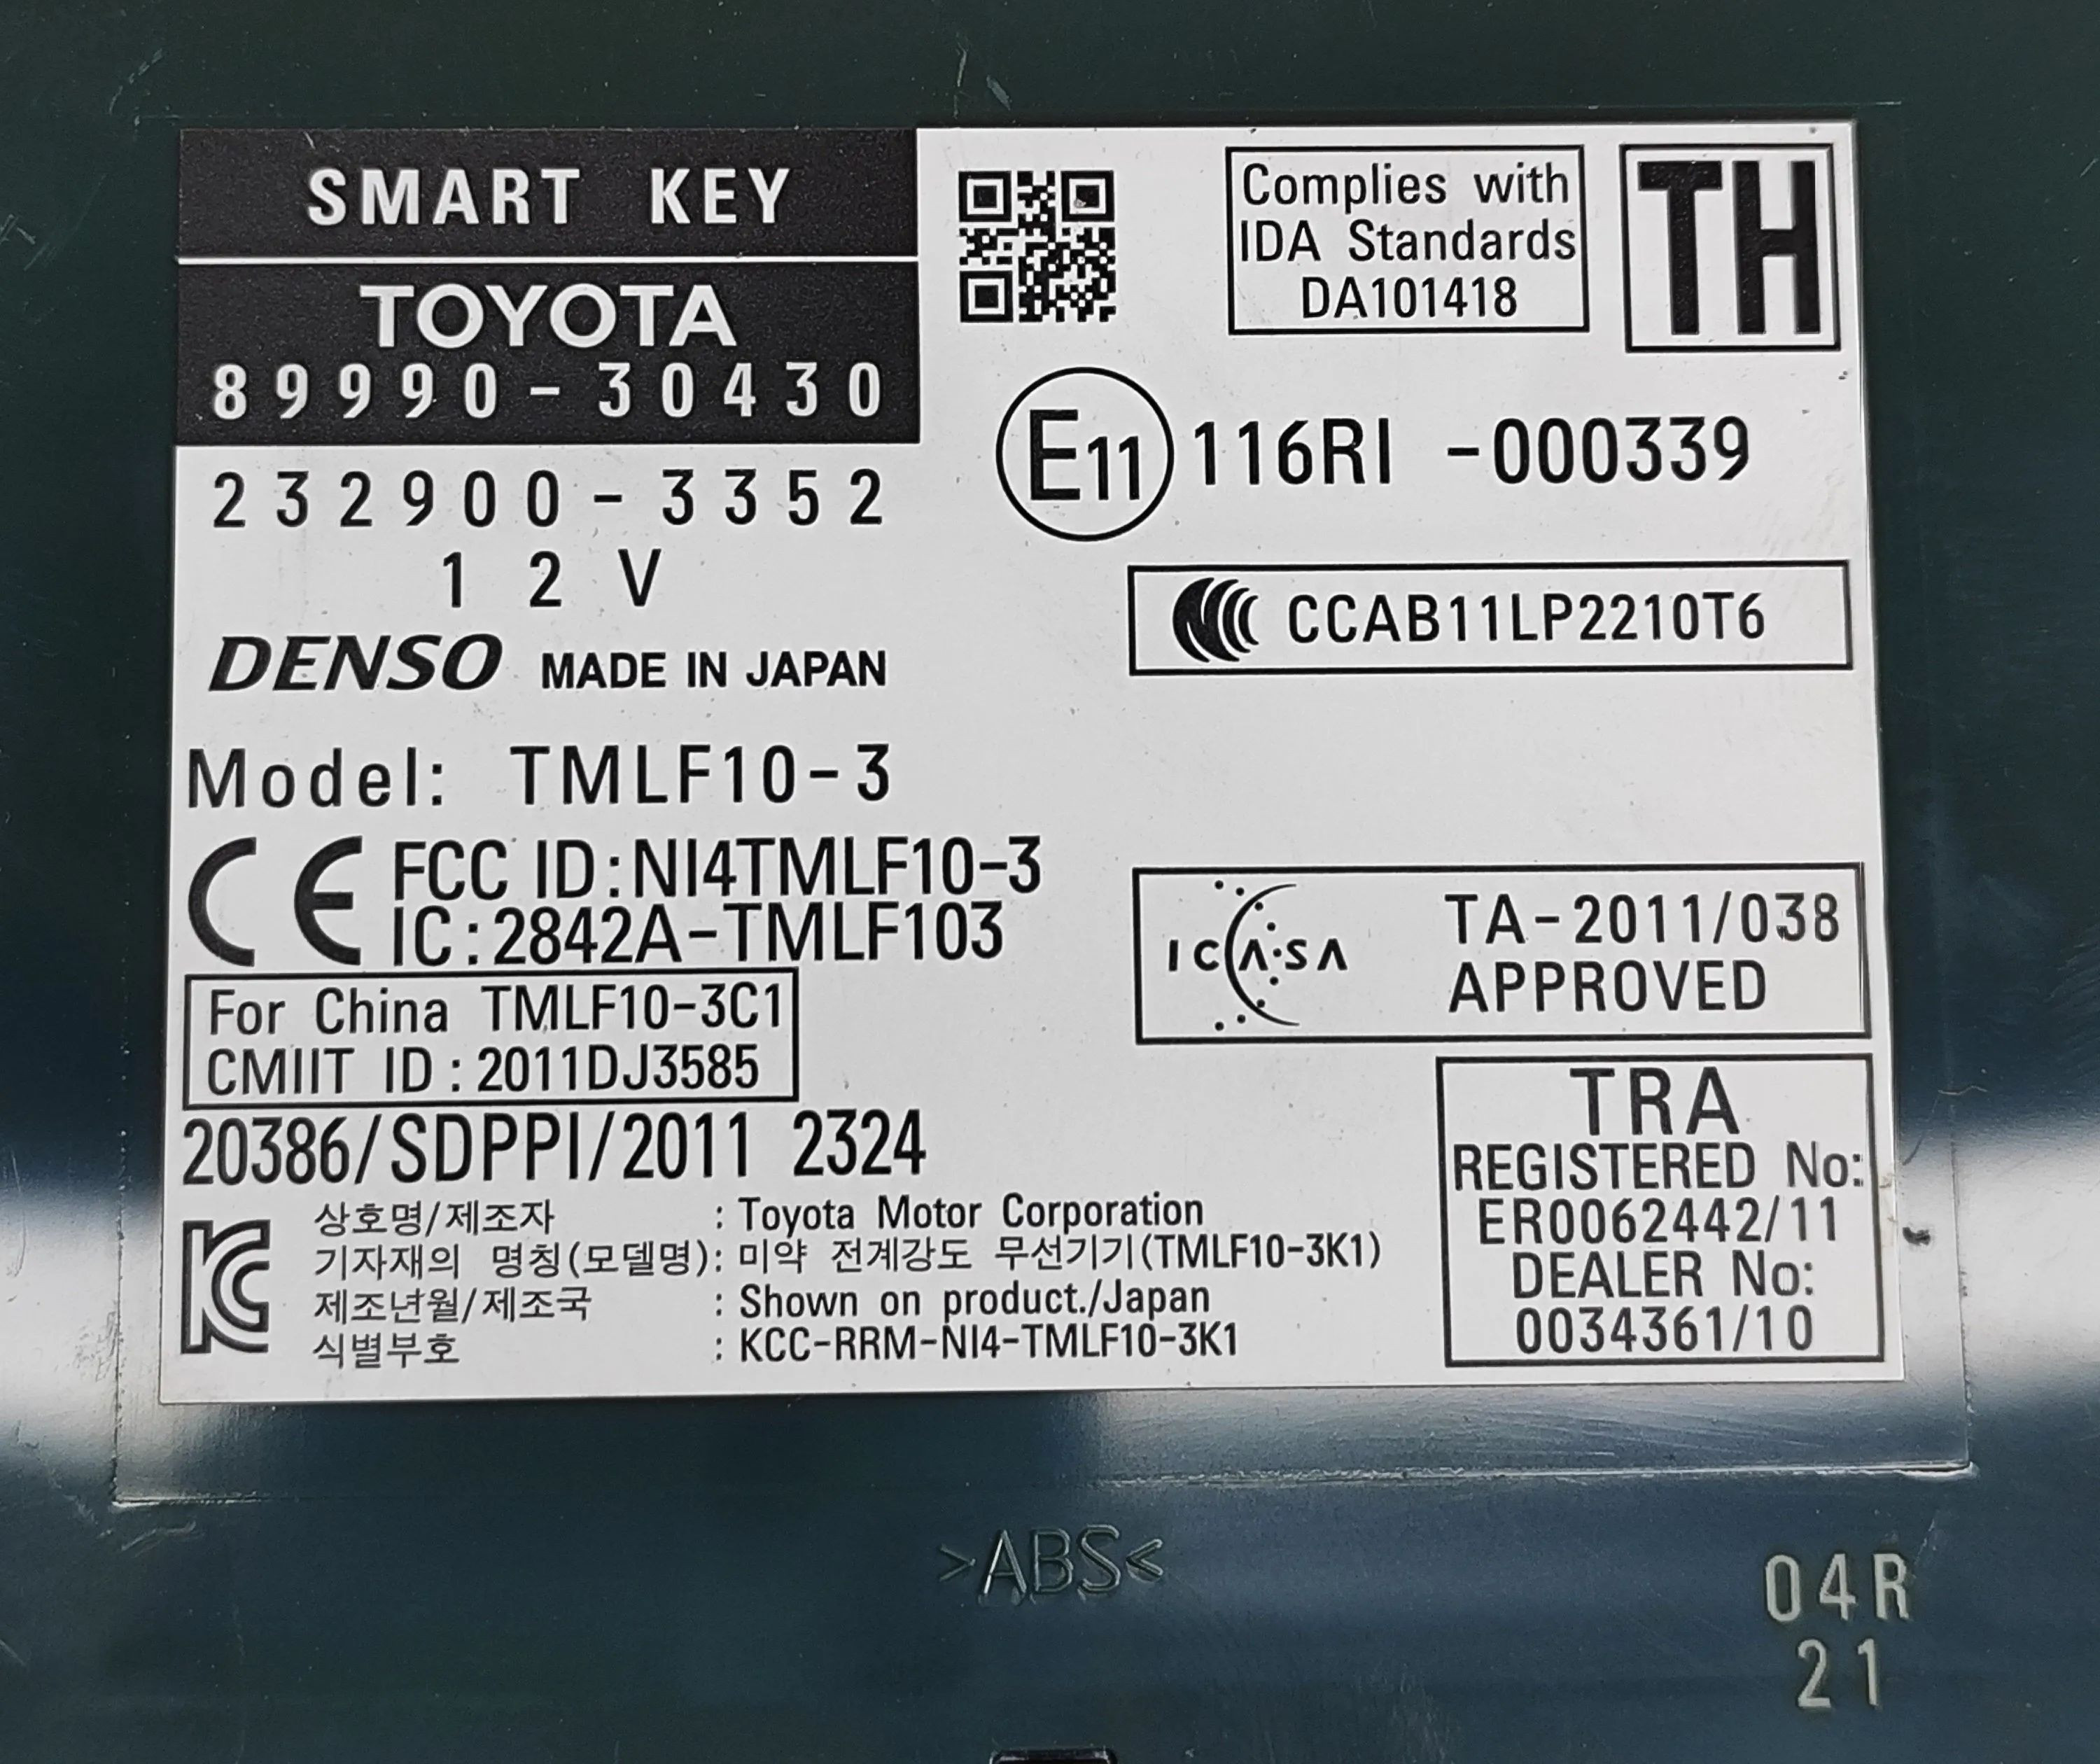 SMART KEY
TOYOTA
89990-30430
232900-3352
12V
DENSO MADE IN JAPAN
Model: TMLF10-3
CE FCC ID:NI4TMLF10-3
IC:2842A-TMLF103
For China TMLF10-3C1
CMIIT ID:2011DJ3585
20386/SDPPI/2011 2324
KC
상호명/제조자 : Toyota Motor Corporation
기자재의 명칭(모델명): 미약 전계강도 무선기기(TMLF10-3K1)
제조년월/제조국 : Shown on product./Japan
식별부호 : KCC-RRM-NI4-TMLF10-3K1
Complies with
IDA Standards
DA101418
TH
E11 116RI -000339
CCAB11LP2210T6
ICASA
TA-2011/038
APPROVED
TRA
REGISTERED No:
ER0062442/11
DEALER No:
0034361/10
>ABS<
04R
21